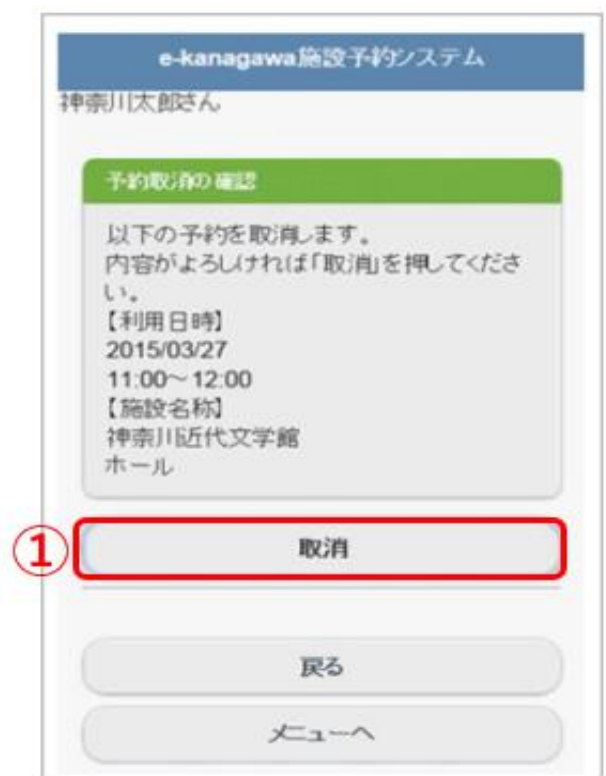 e-kanagawa施設予約システム
神奈川太郎さん
予約取消の確認
以下の予約を取消します。
内容がよろしければ「取消」を押してくださ
い。
【利用日時】
2015/03/27
11:00～12:00
【施設名称】
神奈川近代文学館
ホール
①
取消
戻る
メニューへ